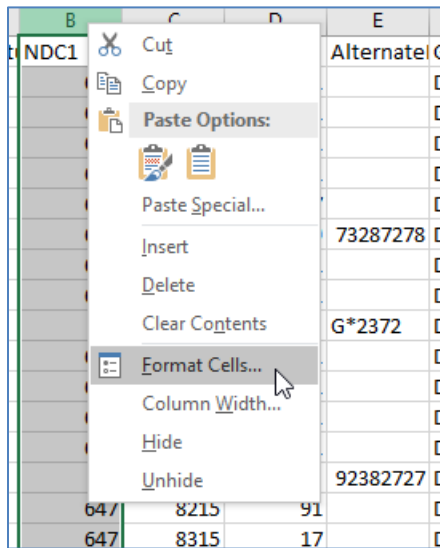 B C D E
NDC1 Alternatel
Cut
Copy
Paste Options:
Paste Special...
73287278
Insert
Delete
Clear Contents
G*2372
Format Cells...
Column Width...
Hide
Unhide
92382727
647 8215 91
647 8315 17